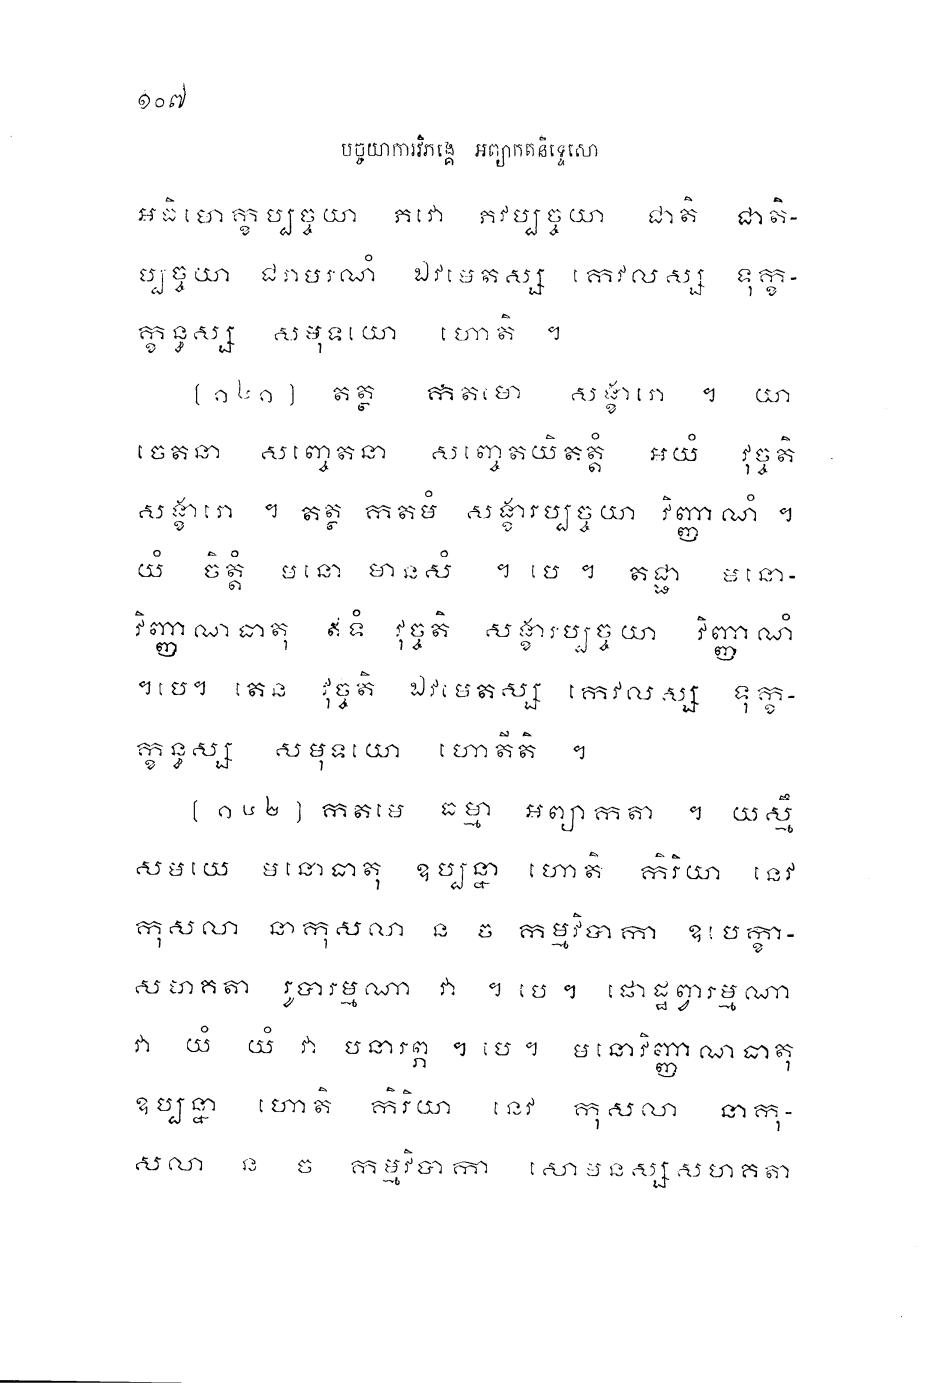 ១០៧
បច្ចយាការវិភង្គេ អព្យាកតនិទ្ទេសោ
អធិមោក្ខប្បច្ចយា ភវោ ភវប្បច្ចយា ជាតិ ជាតិ-
ប្បច្ចយា ជរាមរណំ ឯវមេតស្ស កេវលស្ស ទុក្ខ-
ក្ខន្ធស្ស សមុទយោ ហោតិ ។
[១៤១] តត្ថ កតមោ សង្ខារោ ។ យា
ចេតនា សញ្ចេតនា សញ្ចេតយិតត្តំ អយំ វុច្ចតិ
សង្ខារោ ។ តត្ថ កតមំ សង្ខារប្បច្ចយា វិញ្ញាណំ ។
យំ ចិត្តំ មនោ មានសំ ។ បេ ។ តជ្ជា មនោ-
វិញ្ញាណធាតុ ឥទំ វុច្ចតិ សង្ខារប្បច្ចយា វិញ្ញាណំ
។បេ។ តេន វុច្ចតិ ឯវមេតស្ស កេវលស្ស ទុក្ខ-
ក្ខន្ធស្ស សមុទយោ ហោតីតិ ។
[១៤២] កតមេ ធម្មា អព្យាកតា ។ យស្មឹ
សមយេ មនោធាតុ ឧប្បន្នា ហោតិ កិរិយា នេវ
កុសលា នាកុសលា ន ច កម្មវិបាកា ឧបេក្ខា-
សហគតា រូបារម្មណា វា ។ បេ ។ ផោដ្ឋព្វារម្មណា
វា យំ យំ វា បនារព្ភ ។ បេ ។ មនោវិញ្ញាណធាតុ
ឧប្បន្នា ហោតិ កិរិយា នេវ កុសលា នាកុ-
សលា ន ច កម្មវិបាកា សោមនស្សសហគតា